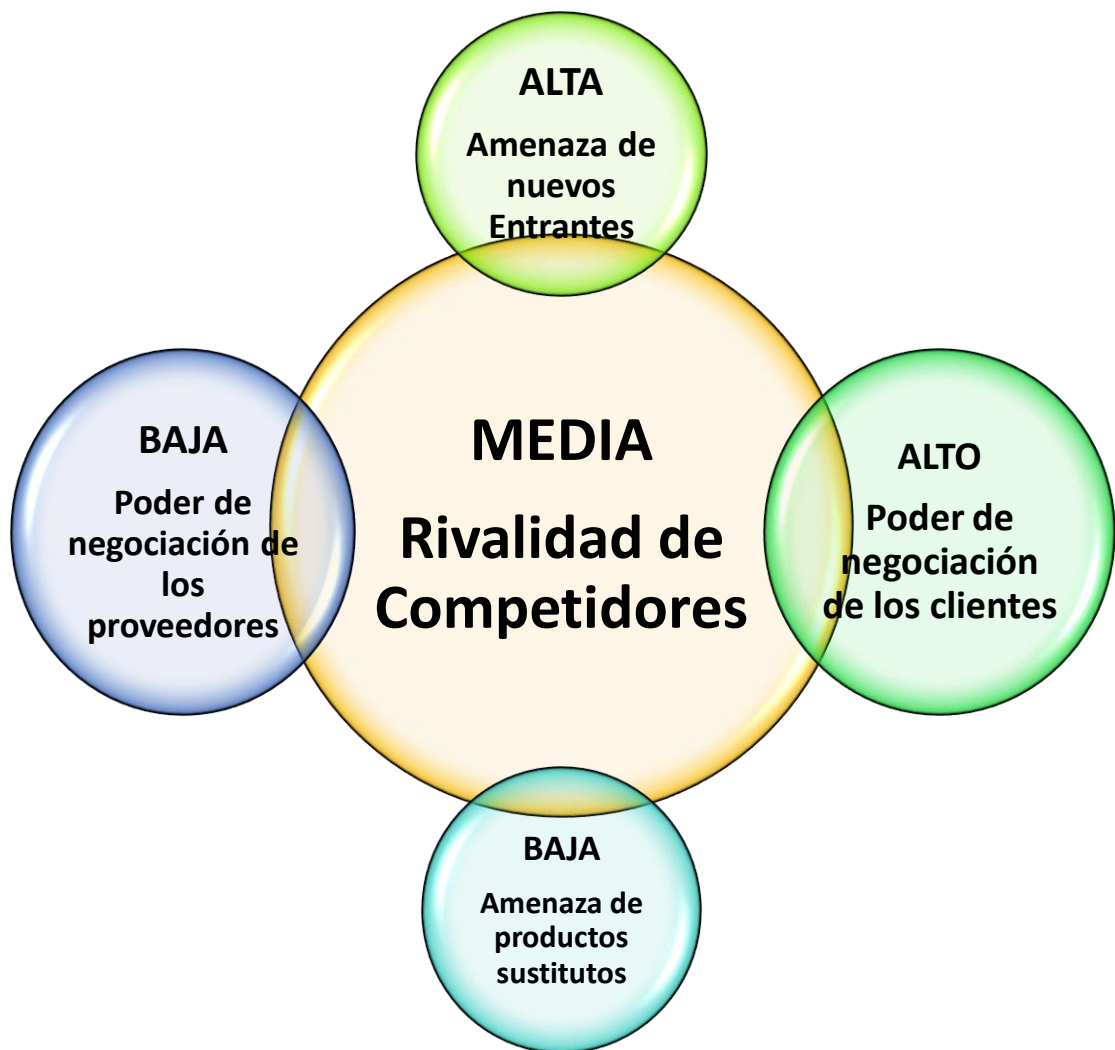 ALTA
Amenaza de
nuevos
Entrantes
BAJA
Poder de
negociación de
los
proveedores
MEDIA
Rivalidad de
Competidores
ALTO
Poder de
negociación
de los clientes
BAJA
Amenaza de
productos
sustitutos